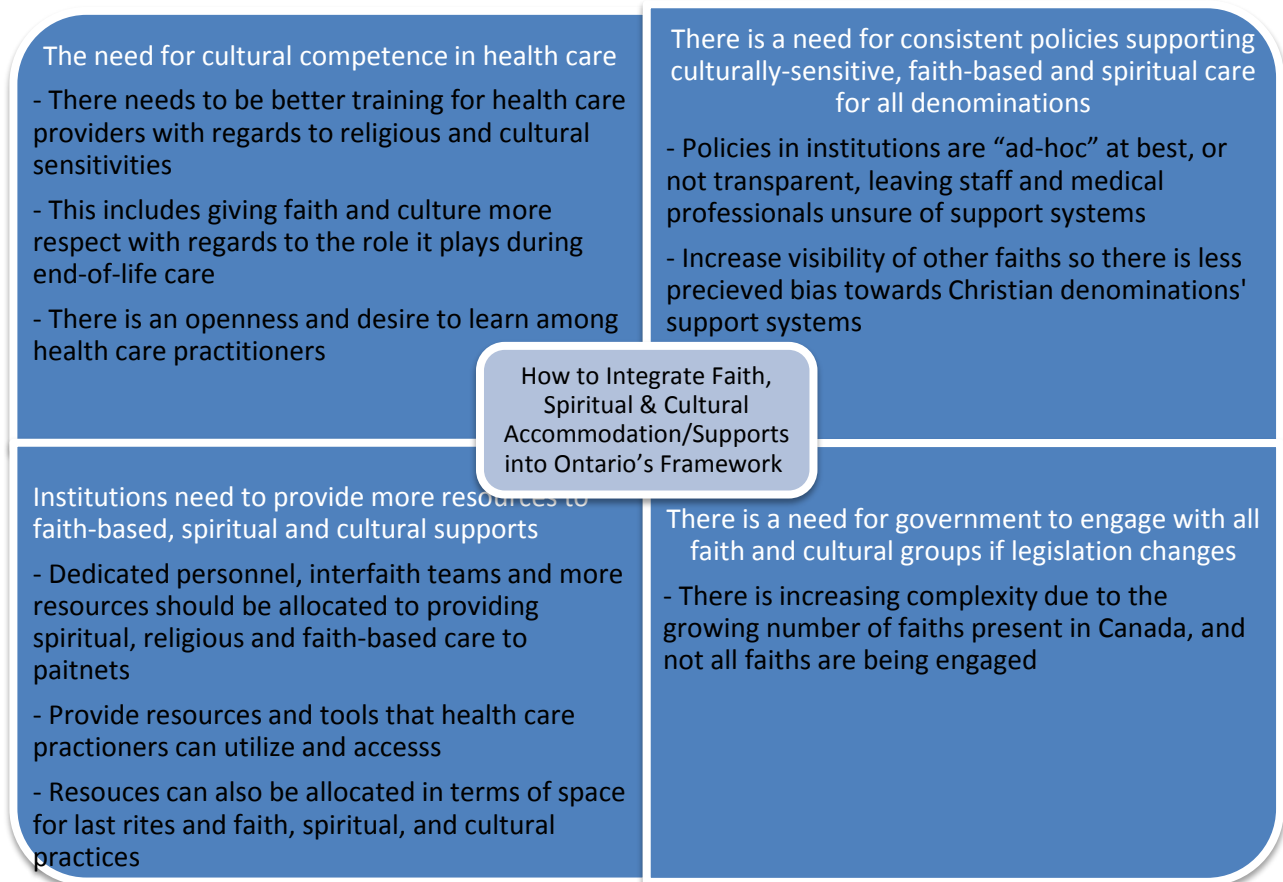 The need for cultural competence in health care
- There needs to be better training for health care
providers with regards to religious and cultural
sensitivities
- This includes giving faith and culture more
respect with regards to the role it plays during
end-of-life care
- There is an openness and desire to learn among
health care practitioners
There is a need for consistent policies supporting
culturally-sensitive, faith-based and spiritual care
for all denominations
- Policies in institutions are “ad-hoc” at best, or
not transparent, leaving staff and medical
professionals unsure of support systems
- Increase visibility of other faiths so there is less
precieved bias towards Christian denominations'
support systems
How to Integrate Faith,
Spiritual & Cultural
Accommodation/Supports
into Ontario’s Framework
Institutions need to provide more resources to
faith-based, spiritual and cultural supports
- Dedicated personnel, interfaith teams and more
resources should be allocated to providing
spiritual, religious and faith-based care to
paitnets
- Provide resources and tools that health care
practioners can utilize and accesss
- Resouces can also be allocated in terms of space
for last rites and faith, spiritual, and cultural
practices
There is a need for government to engage with all
faith and cultural groups if legislation changes
- There is increasing complexity due to the
growing number of faiths present in Canada, and
not all faiths are being engaged